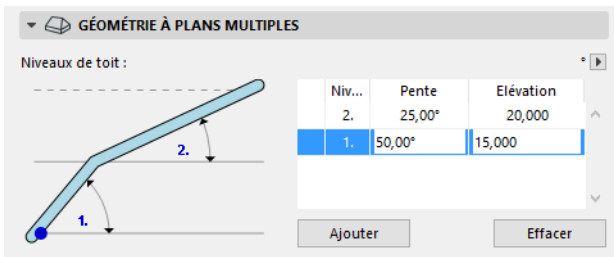 GÉOMÉTRIE À PLANS MULTIPLES
Niveaux de toit :
°
Niv... Pente Elévation
2. 25,00° 20,000
1. 50,00° 15,000
2.
1.
Ajouter Effacer